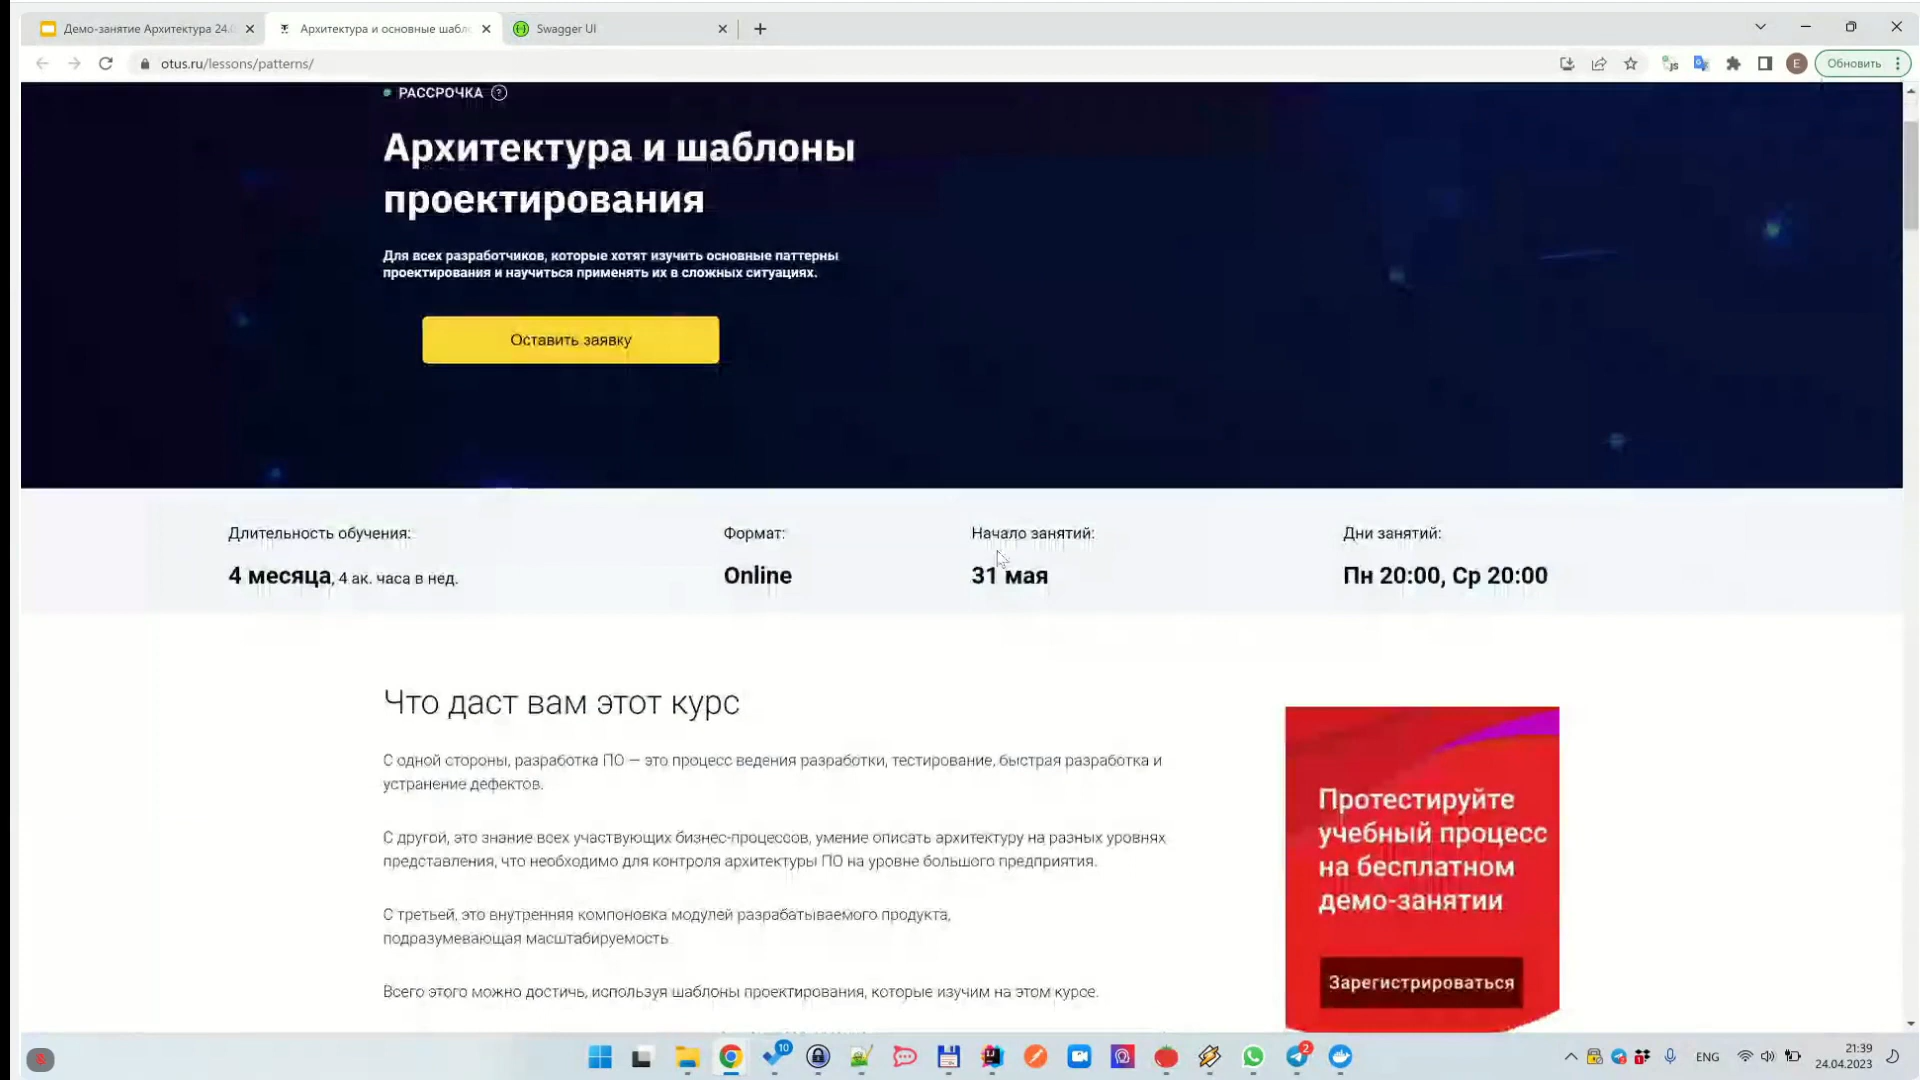 Демо-занятие Архитектура 24.0
Архитектура и основные шабло
Swagger UI
otus.ru/lessons/patterns/
js
E
Обновить
РАССРОЧКА ?
Архитектура и шаблоны
проектирования
Для всех разработчиков, которые хотят изучить основные паттерны
проектирования и научиться применять их в сложных ситуациях.
Оставить заявку
Длительность обучения:
4 месяца, 4 ак. часа в нед.
Формат:
Online
Начало занятий:
31 мая
Дни занятий:
Пн 20:00, Ср 20:00
Что даст вам этот курс
С одной стороны, разработка ПО — это процесс ведения разработки, тестирование, быстрая разработка и
устранение дефектов.
С другой, это знание всех участвующих бизнес-процессов, умение описать архитектуру на разных уровнях
представления, что необходимо для контроля архитектуры ПО на уровне большого предприятия.
С третьей, это внутренняя компоновка модулей разрабатываемого продукта,
подразумевающая масштабируемость
Всего этого можно достичь, используя шаблоны проектирования, которые изучим на этом курсе.
Протестируйте
учебный процесс
на бесплатном
демо-занятии
Зарегистрироваться
10
2
ENG
21:39
24.04.2023